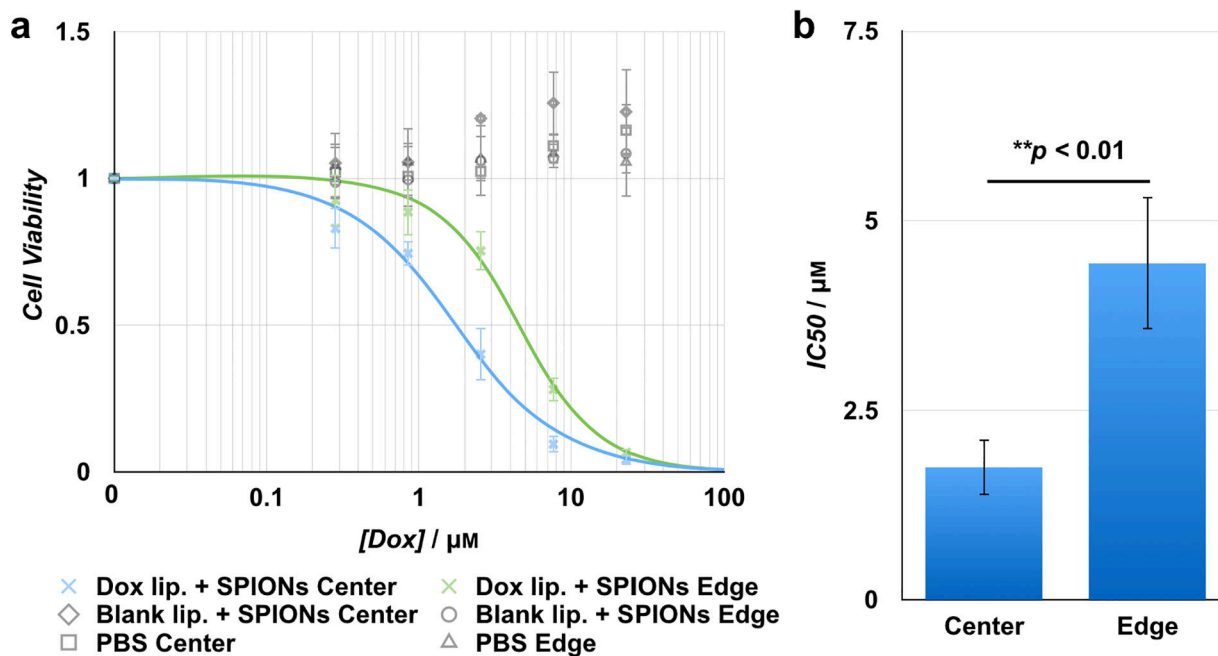 a
1.5
1
0.5
0
Cell Viability
0 0.1 1 10 100
[Dox] / μM
Dox lip. + SPIONs Center
Dox lip. + SPIONs Edge
Blank lip. + SPIONs Center
Blank lip. + SPIONs Edge
PBS Center
PBS Edge
b
7.5
5
2.5
0
IC50 / μM
**p < 0.01
Center Edge